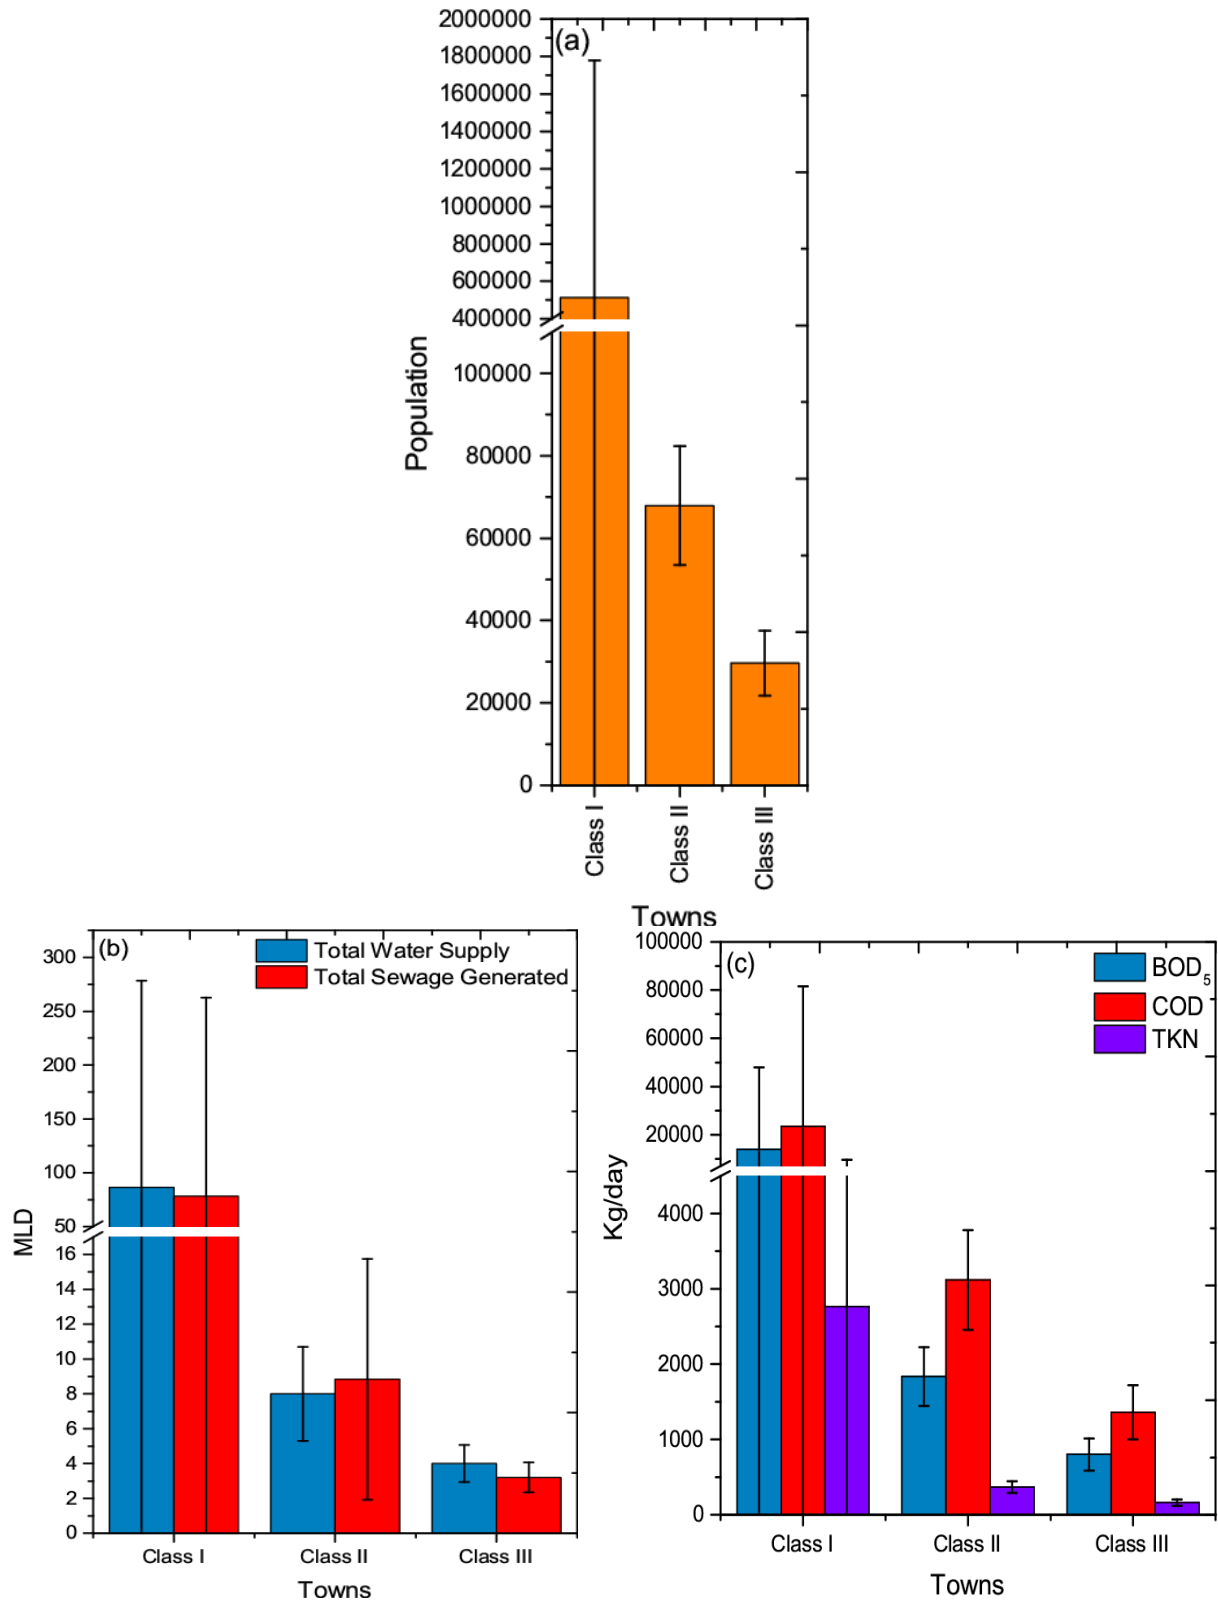 (a)
2000000
1800000
1600000
1400000
1200000
1000000
800000
600000
400000
100000
80000
60000
40000
20000
0
Population
Class I
Class II
Class III
Towns
(b)
Total Water Supply
Total Sewage Generated
300
250
200
150
100
50
16
14
12
10
8
6
4
2
0
MLD
Class I
Class II
Class III
Towns
(c)
BOD5
COD
TKN
100000
80000
60000
40000
20000
4000
3000
2000
1000
0
Kg/day
Class I
Class II
Class III
Towns